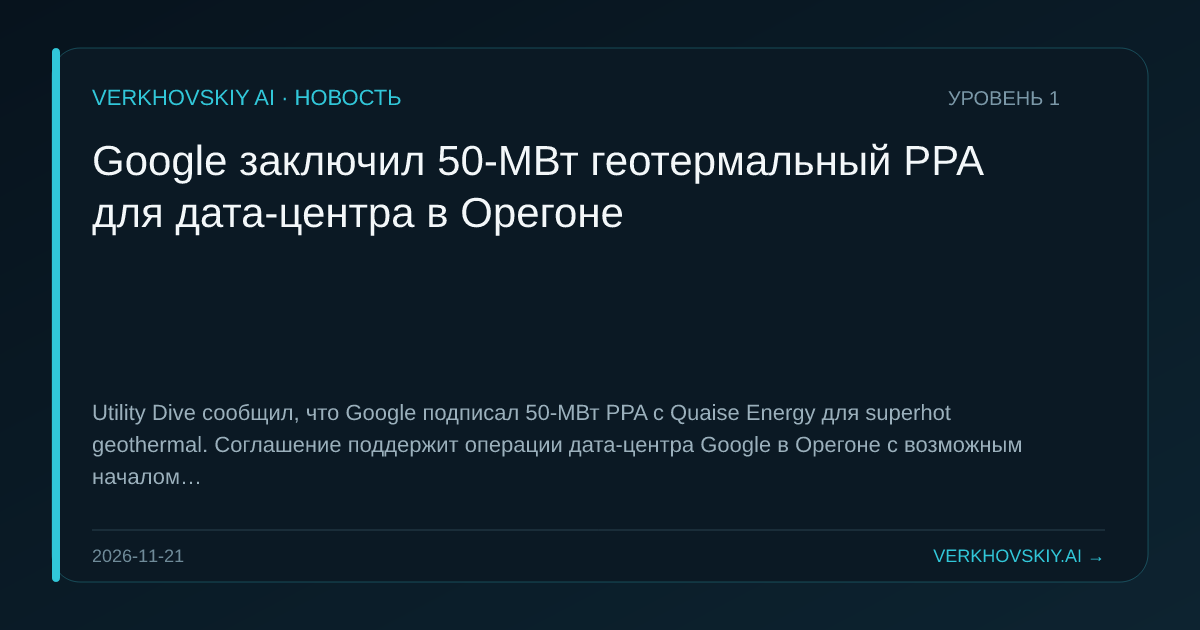 VERKHOVSKIY AI · НОВОСТЬ
УРОВЕНЬ 1
Google заключил 50-МВт геотермальный PPA
для дата-центра в Орегоне
Utility Dive сообщил, что Google подписал 50-МВт PPA с Quaise Energy для superhot
geothermal. Соглашение поддержит операции дата-центра Google в Орегоне с возможным
началом…
2026-11-21
VERKHOVSKIY.AI →